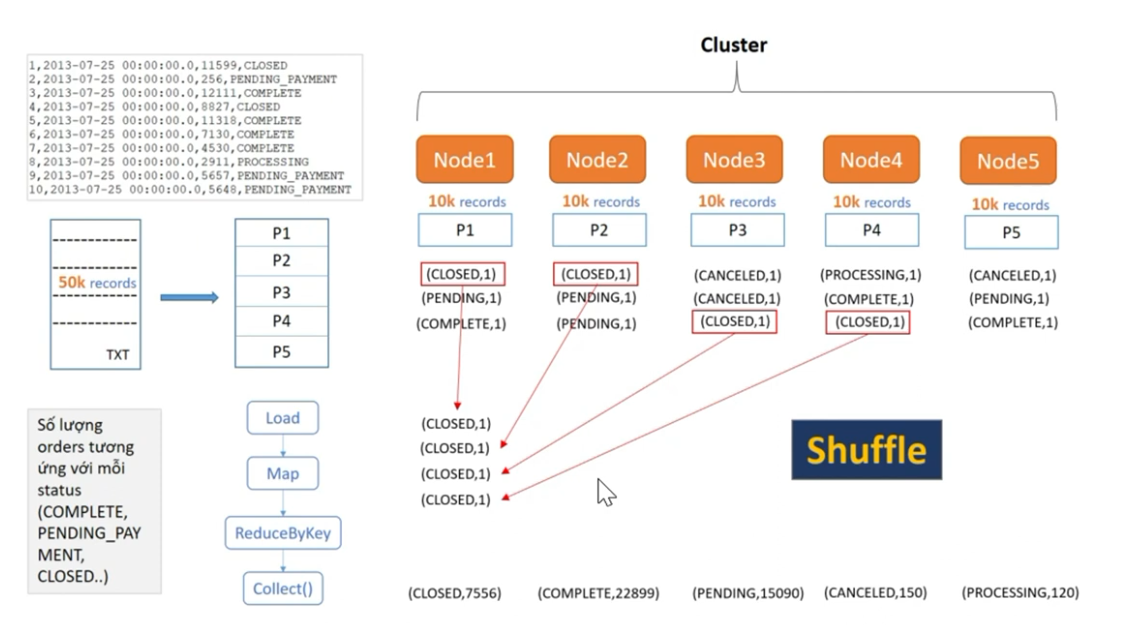 Cluster
1,2013-07-25 00:00:00.0,11599,CLOSED
2,2013-07-25 00:00:00.0,256,PENDING_PAYMENT
3,2013-07-25 00:00:00.0,12111,COMPLETE
4,2013-07-25 00:00:00.0,8827,CLOSED
5,2013-07-25 00:00:00.0,11318,COMPLETE
6,2013-07-25 00:00:00.0,7130,COMPLETE
7,2013-07-25 00:00:00.0,4530,COMPLETE
8,2013-07-25 00:00:00.0,2911,PROCESSING
9,2013-07-25 00:00:00.0,5657,PENDING_PAYMENT
10,2013-07-25 00:00:00.0,5648,PENDING_PAYMENT
50k records
TXT
P1
P2
P3
P4
P5
Số lượng
orders tương
ứng với mỗi
status
(COMPLETE,
PENDING_PAY
MENT,
CLOSED..)
Load
Map
ReduceByKey
Collect()
Node1
10k records
P1
(CLOSED,1)
(PENDING,1)
(COMPLETE,1)
Node2
10k records
P2
(CLOSED,1)
(PENDING,1)
(PENDING,1)
Node3
10k records
P3
(CANCELED,1)
(CANCELED,1)
(CLOSED,1)
Node4
10k records
P4
(PROCESSING,1)
(COMPLETE,1)
(CLOSED,1)
Node5
10k records
P5
(CANCELED,1)
(PENDING,1)
(COMPLETE,1)
(CLOSED,1)
(CLOSED,1)
(CLOSED,1)
(CLOSED,1)
Shuffle
(CLOSED,7556)
(COMPLETE,22899)
(PENDING,15090)
(CANCELED,150)
(PROCESSING,120)